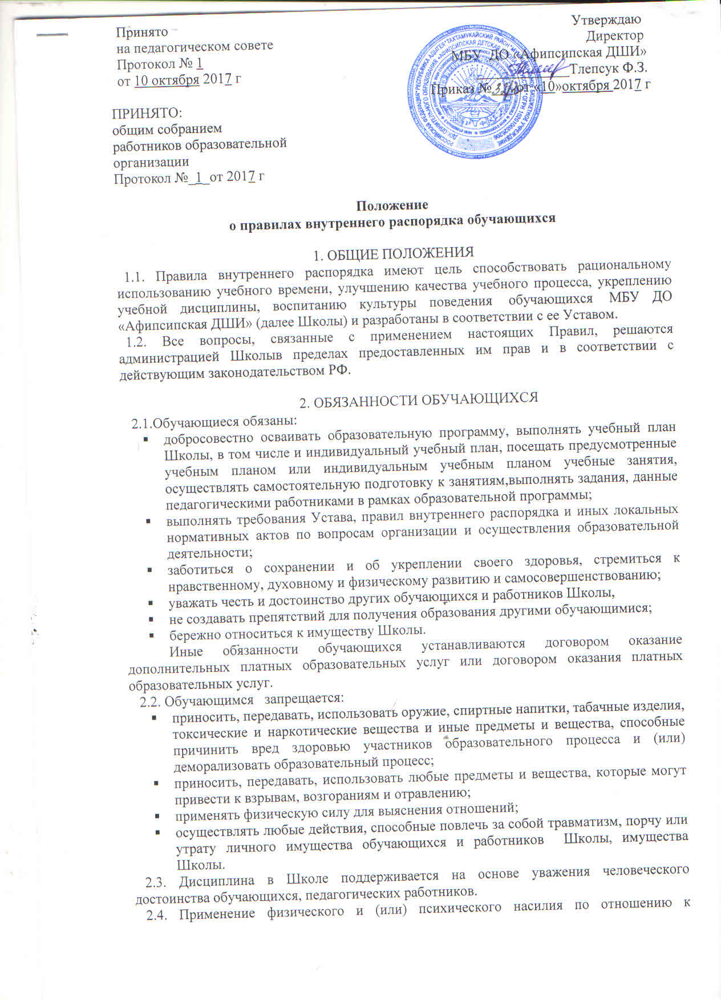 Принято
на педагогическом совете
Протокол № 1
от 10 октября 2017 г
Утверждаю
Директор
МБУ ДО «Афипсипская ДШИ»
Тлепсук Ф.З.
Приказ № от «10»октября 2017 г
ПРИНЯТО:
общим собранием
работников образовательной
организации
Протокол №_1_от 2017 г
Положение
о правилах внутреннего распорядка обучающихся
1. ОБЩИЕ ПОЛОЖЕНИЯ
1.1. Правила внутреннего распорядка имеют цель способствовать рациональному
использованию учебного времени, улучшению качества учебного процесса, укреплению
учебной дисциплины, воспитанию культуры поведения обучающихся МБУ ДО
«Афипсипская ДШИ» (далее Школы) и разработаны в соответствии с ее Уставом.
1.2. Все вопросы, связанные с применением настоящих Правил, решаются
администрацией Школыв пределах предоставленных им прав и в соответствии с
действующим законодательством РФ.
2. ОБЯЗАННОСТИ ОБУЧАЮЩИХСЯ
2.1.Обучающиеся обязаны:
▪ добросовестно осваивать образовательную программу, выполнять учебный план
Школы, в том числе и индивидуальный учебный план, посещать предусмотренные
учебным планом или индивидуальным учебным планом учебные занятия,
осуществлять самостоятельную подготовку к занятиям,выполнять задания, данные
педагогическими работниками в рамках образовательной программы;
▪ выполнять требования Устава, правил внутреннего распорядка и иных локальных
нормативных актов по вопросам организации и осуществления образовательной
деятельности;
▪ заботиться о сохранении и об укреплении своего здоровья, стремиться к
нравственному, духовному и физическому развитию и самосовершенствованию;
▪ уважать честь и достоинство других обучающихся и работников Школы,
▪ не создавать препятствий для получения образования другими обучающимися;
▪ бережно относиться к имуществу Школы.
Иные обязанности обучающихся устанавливаются договором оказание
дополнительных платных образовательных услуг или договором оказания платных
образовательных услуг.
2.2. Обучающимся запрещается:
▪ приносить, передавать, использовать оружие, спиртные напитки, табачные изделия,
токсические и наркотические вещества и иные предметы и вещества, способные
причинить вред здоровью участников образовательного процесса и (или)
деморализовать образовательный процесс;
▪ приносить, передавать, использовать любые предметы и вещества, которые могут
привести к взрывам, возгораниям и отравлению;
▪ применять физическую силу для выяснения отношений;
▪ осуществлять любые действия, способные повлечь за собой травматизм, порчу или
утрату личного имущества обучающихся и работников Школы, имущества
Школы.
2.3. Дисциплина в Школе поддерживается на основе уважения человеческого
достоинства обучающихся, педагогических работников.
2.4. Применение физического и (или) психического насилия по отношению к